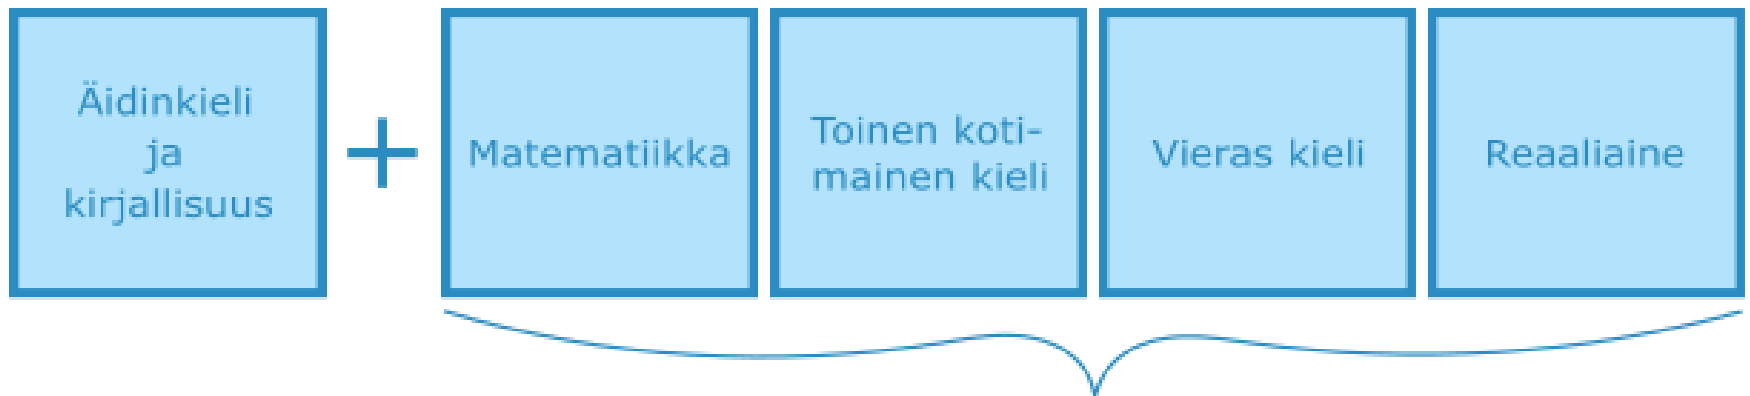 Äidinkieli
ja
kirjallisuus
+
Matematiikka
Toinen koti-
mainen kieli
Vieras kieli
Reaaliaine